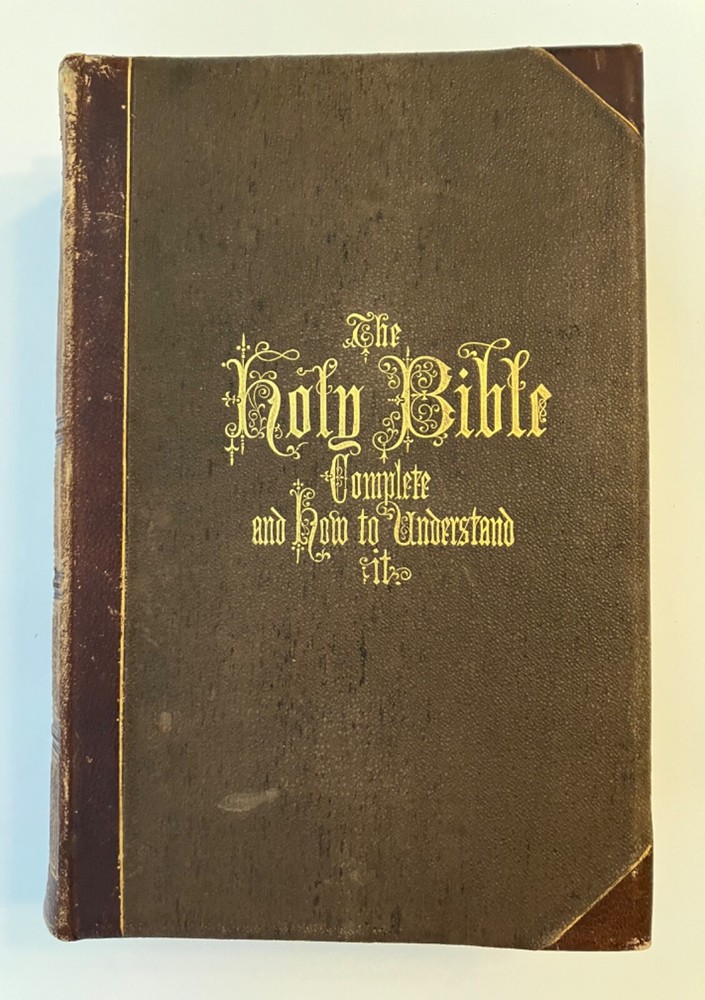 The
Holy Bible
Complete
and How to Understand
it